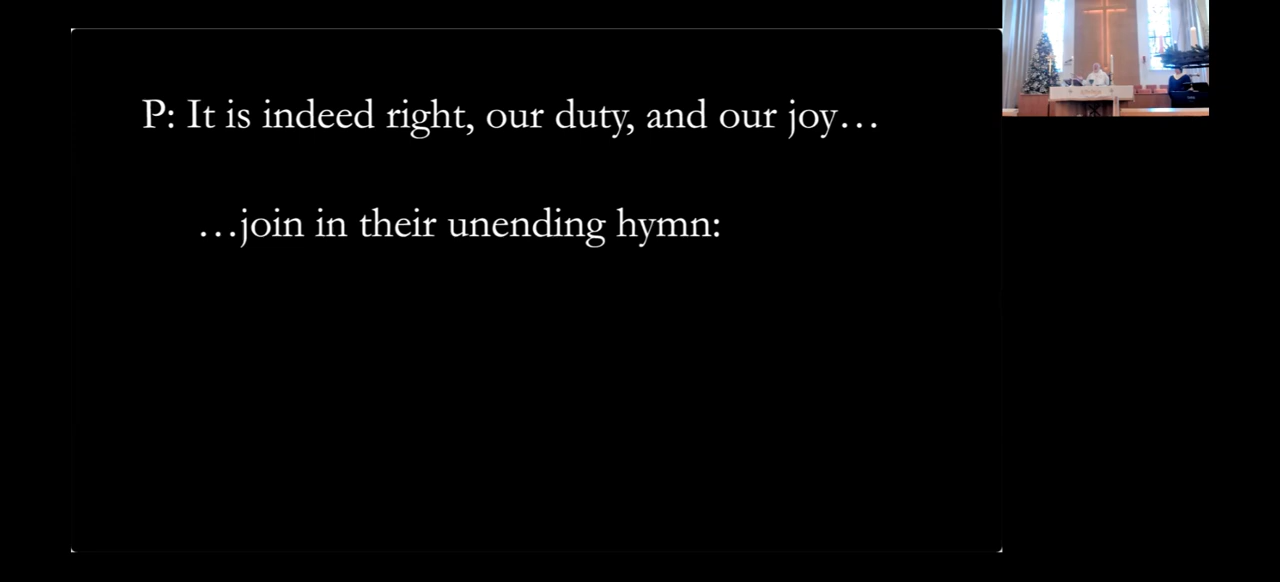 P: It is indeed right, our duty, and our joy…
…join in their unending hymn: